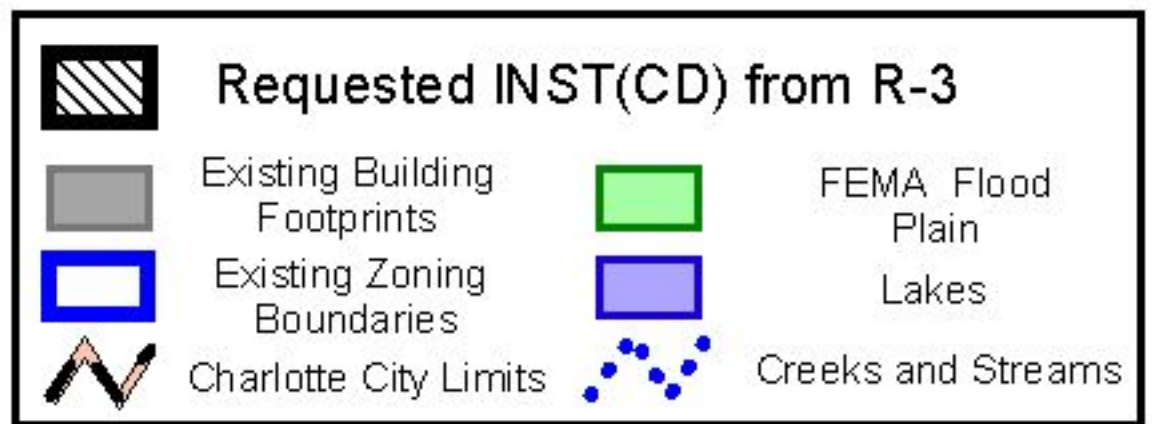 Requested INST(CD) from R-3
Existing Building
Footprints
Existing Zoning
Boundaries
Charlotte City Limits
FEMA Flood
Plain
Lakes
Creeks and Streams